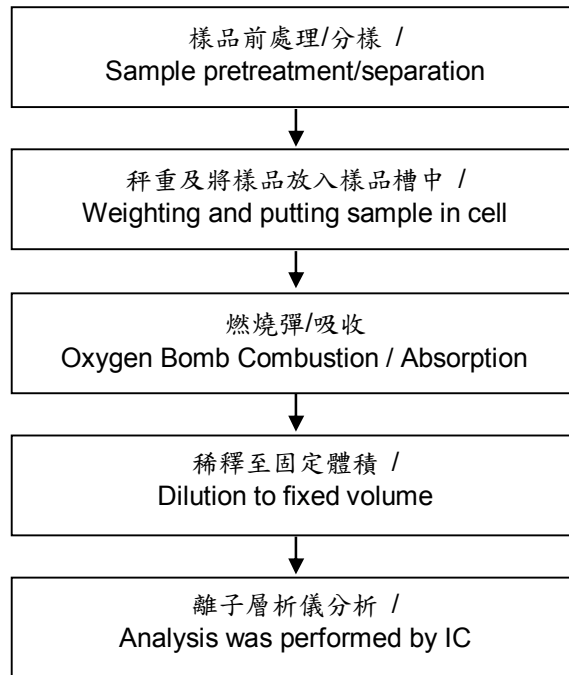 樣品前處理/分樣 /
Sample pretreatment/separation
秤重及將樣品放入樣品槽中 /
Weighting and putting sample in cell
燃燒彈/吸收
Oxygen Bomb Combustion / Absorption
稀釋至固定體積 /
Dilution to fixed volume
離子層析儀分析 /
Analysis was performed by IC